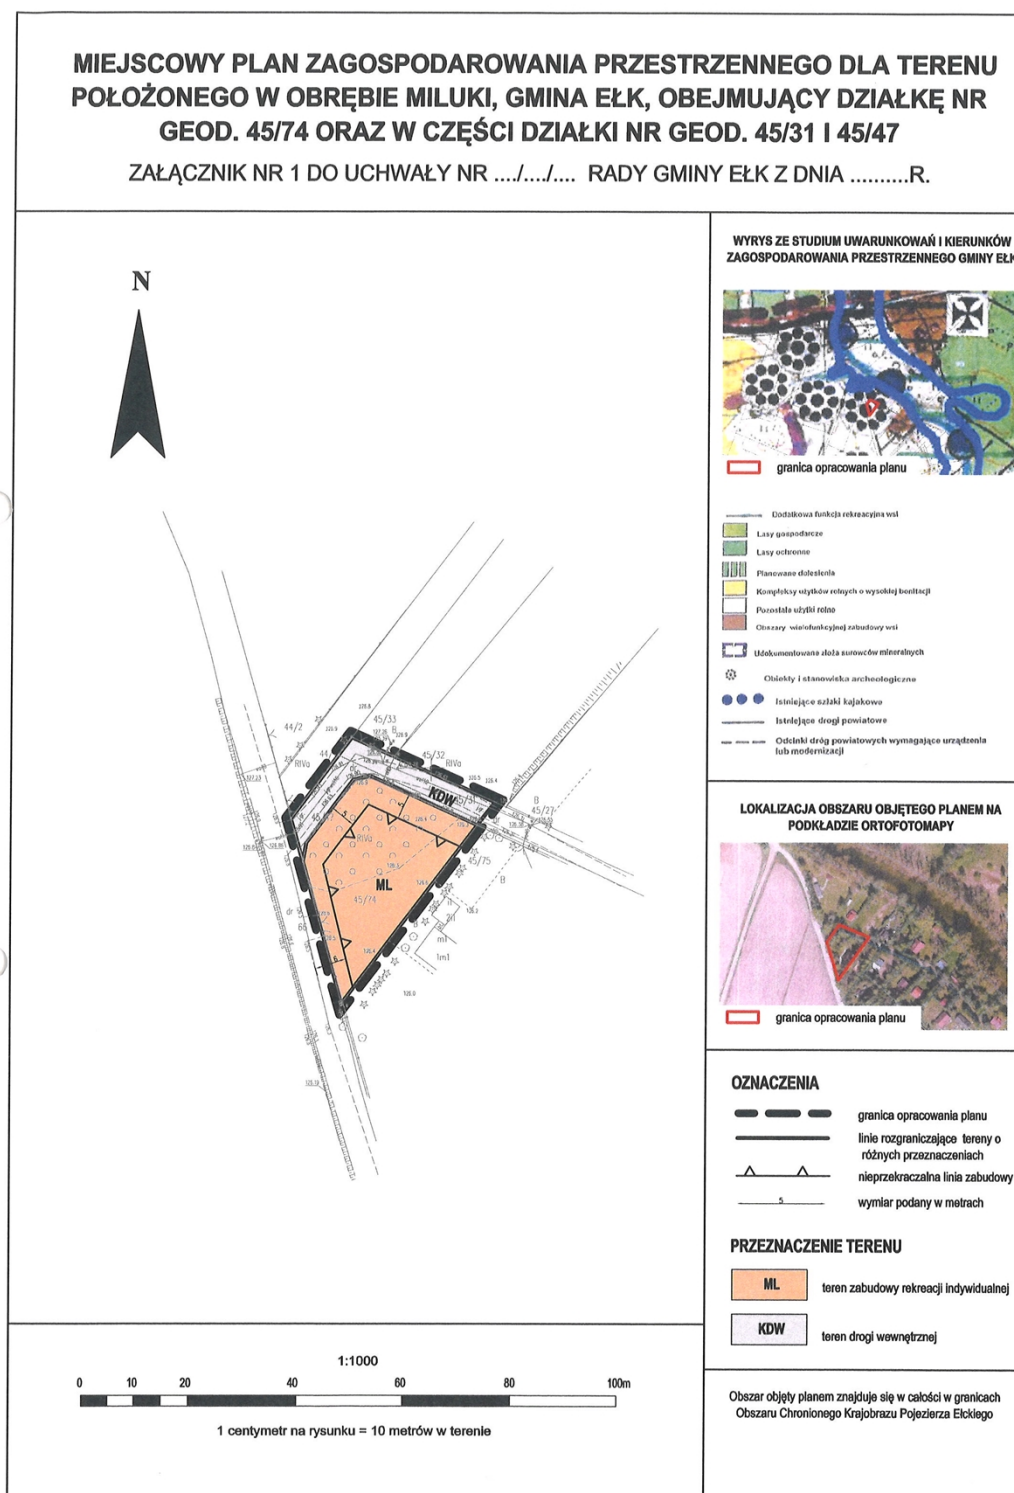 MIEJSCOWY PLAN ZAGOSPODAROWANIA PRZESTRZENNEGO DLA TERENU
POŁOŻONEGO W OBRĘBIE MILUKI, GMINA EŁK, OBEJMUJĄCY DZIAŁKĘ NR
GEOD. 45/74 ORAZ W CZĘŚCI DZIAŁKI NR GEOD. 45/31 I 45/47
ZAŁĄCZNIK NR 1 DO UCHWAŁY NR ..../..../.... RADY GMINY EŁK Z DNIA ..........R.
N
44/2
45/33
B
45/32
RIVa
RIVa
KDW
B
45/27
45/75
B
ML
45/74
dr
66
1:1000
0 10 20 40 60 80 100m
1 centymetr na rysunku = 10 metrów w terenie
WYRYS ZE STUDIUM UWARUNKOWAŃ I KIERUNKÓW
ZAGOSPODAROWANIA PRZESTRZENNEGO GMINY EŁK
granica opracowania planu
Dodatkowa funkcja rekreacyjna wsi
Lasy gospodarcze
Lasy ochronne
Planowane dolesienia
Kompleksy użytków rolnych o wysokiej bonitacji
Pozostałe użytki rolne
Obszary wielofunkcyjnej zabudowy wsi
Udokumentowane złoża surowców mineralnych
Obiekty i stanowiska archeologiczne
Istniejące szlaki kajakowe
Istniejące drogi powiatowe
Odcinki dróg powiatowych wymagające urządzenia
lub modernizacji
LOKALIZACJA OBSZARU OBJĘTEGO PLANEM NA
PODKŁADZIE ORTOFOTOMAPY
granica opracowania planu
OZNACZENIA
granica opracowania planu
linie rozgraniczające tereny o
różnych przeznaczeniach
nieprzekraczalna linia zabudowy
5
wymiar podany w metrach
PRZEZNACZENIE TERENU
ML
teren zabudowy rekreacji indywidualnej
KDW
teren drogi wewnętrznej
Obszar objęty planem znajduje się w całości w granicach
Obszaru Chronionego Krajobrazu Pojezierza Ełckiego